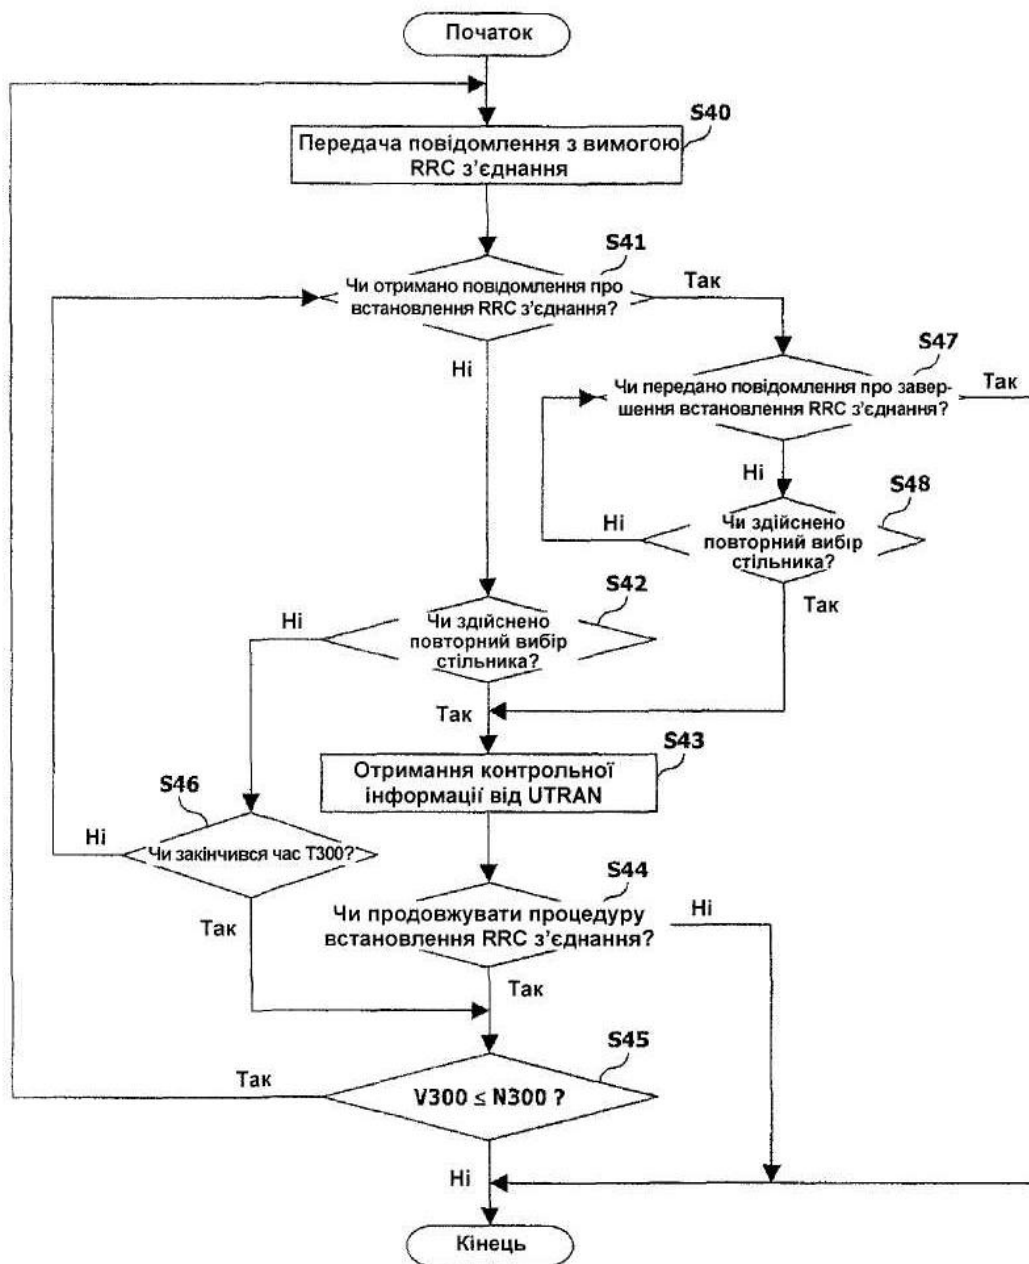 Початок
S40
Передача повідомлення з вимогою
RRC з’єднання
S41
Чи отримано повідомлення про
встановлення RRC з’єднання?
Так
Ні
S47
Чи передано повідомлення про завер-
шення встановлення RRC з’єднання?
Так
Ні
S48
Чи здійснено
повторний вибір
стільника?
Ні
Так
S42
Чи здійснено
повторний вибір
стільника?
Ні
Так
S43
Отримання контрольної
інформації від UTRAN
S46
Чи закінчився час T300?
Ні
Так
S44
Чи продовжувати процедуру
встановлення RRC з’єднання?
Ні
Так
S45
V300 ≤ N300 ?
Так
Ні
Кінець